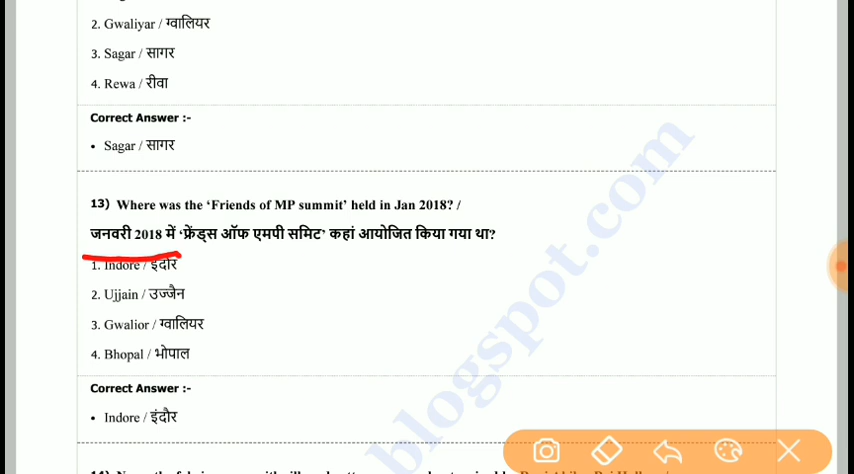 2. Gwaliyar / ग्वालियर
3. Sagar / सागर
4. Rewa / रीवा
Correct Answer :-
• Sagar / सागर
13) Where was the ‘Friends of MP summit’ held in Jan 2018? /
जनवरी 2018 में ‘फ्रेंड्स ऑफ एमपी समिट’ कहां आयोजित किया गया था?
1. Indore / इंदौर
2. Ujjain / उज्जैन
3. Gwalior / ग्वालियर
4. Bhopal / भोपाल
Correct Answer :-
• Indore / इंदौर
blogspot.com